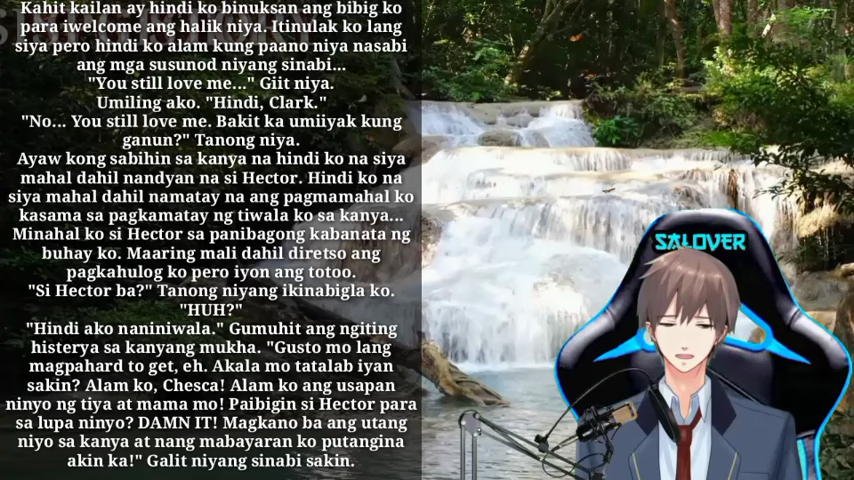 Kahit kailan ay hindi ko binuksan ang bibig ko
para iwelcome ang halik niya. Itinulak ko lang
siya pero hindi ko alam kung paano niya nasabi
ang mga susunod niyang sinabi...
"You still love me..." Giit niya.
Umiling ako. "Hindi, Clark."
"No... You still love me. Bakit ka umiiyak kung
ganun?" Tanong niya.
Ayaw kong sabihin sa kanya na hindi ko na siya
mahal dahil nandyan na si Hector. Hindi ko na
siya mahal dahil namatay na ang pagmamahal ko
kasama sa pagkamatay ng tiwala ko sa kanya...
Minahal ko si Hector sa panibagong kabanata ng
buhay ko. Maaring mali dahil diretso ang
pagkahulog ko pero iyon ang totoo.
"Si Hector ba?" Tanong niyang ikinabigla ko.
"HUH?"
"Hindi ako naniniwala." Gumuhit ang ngiting
histerya sa kanyang mukha. "Gusto mo lang
magpahard to get, eh. Akala mo tatalab iyan
sakin? Alam ko, Chesca! Alam ko ang usapan
ninyo ng tiya at mama mo! Paibigin si Hector para
sa lupa ninyo? DAMN IT! Magkano ba ang utang
niyo sa kanya at nang mabayaran ko putangina
akin ka!" Galit niyang sinabi sakin.
SALOVER